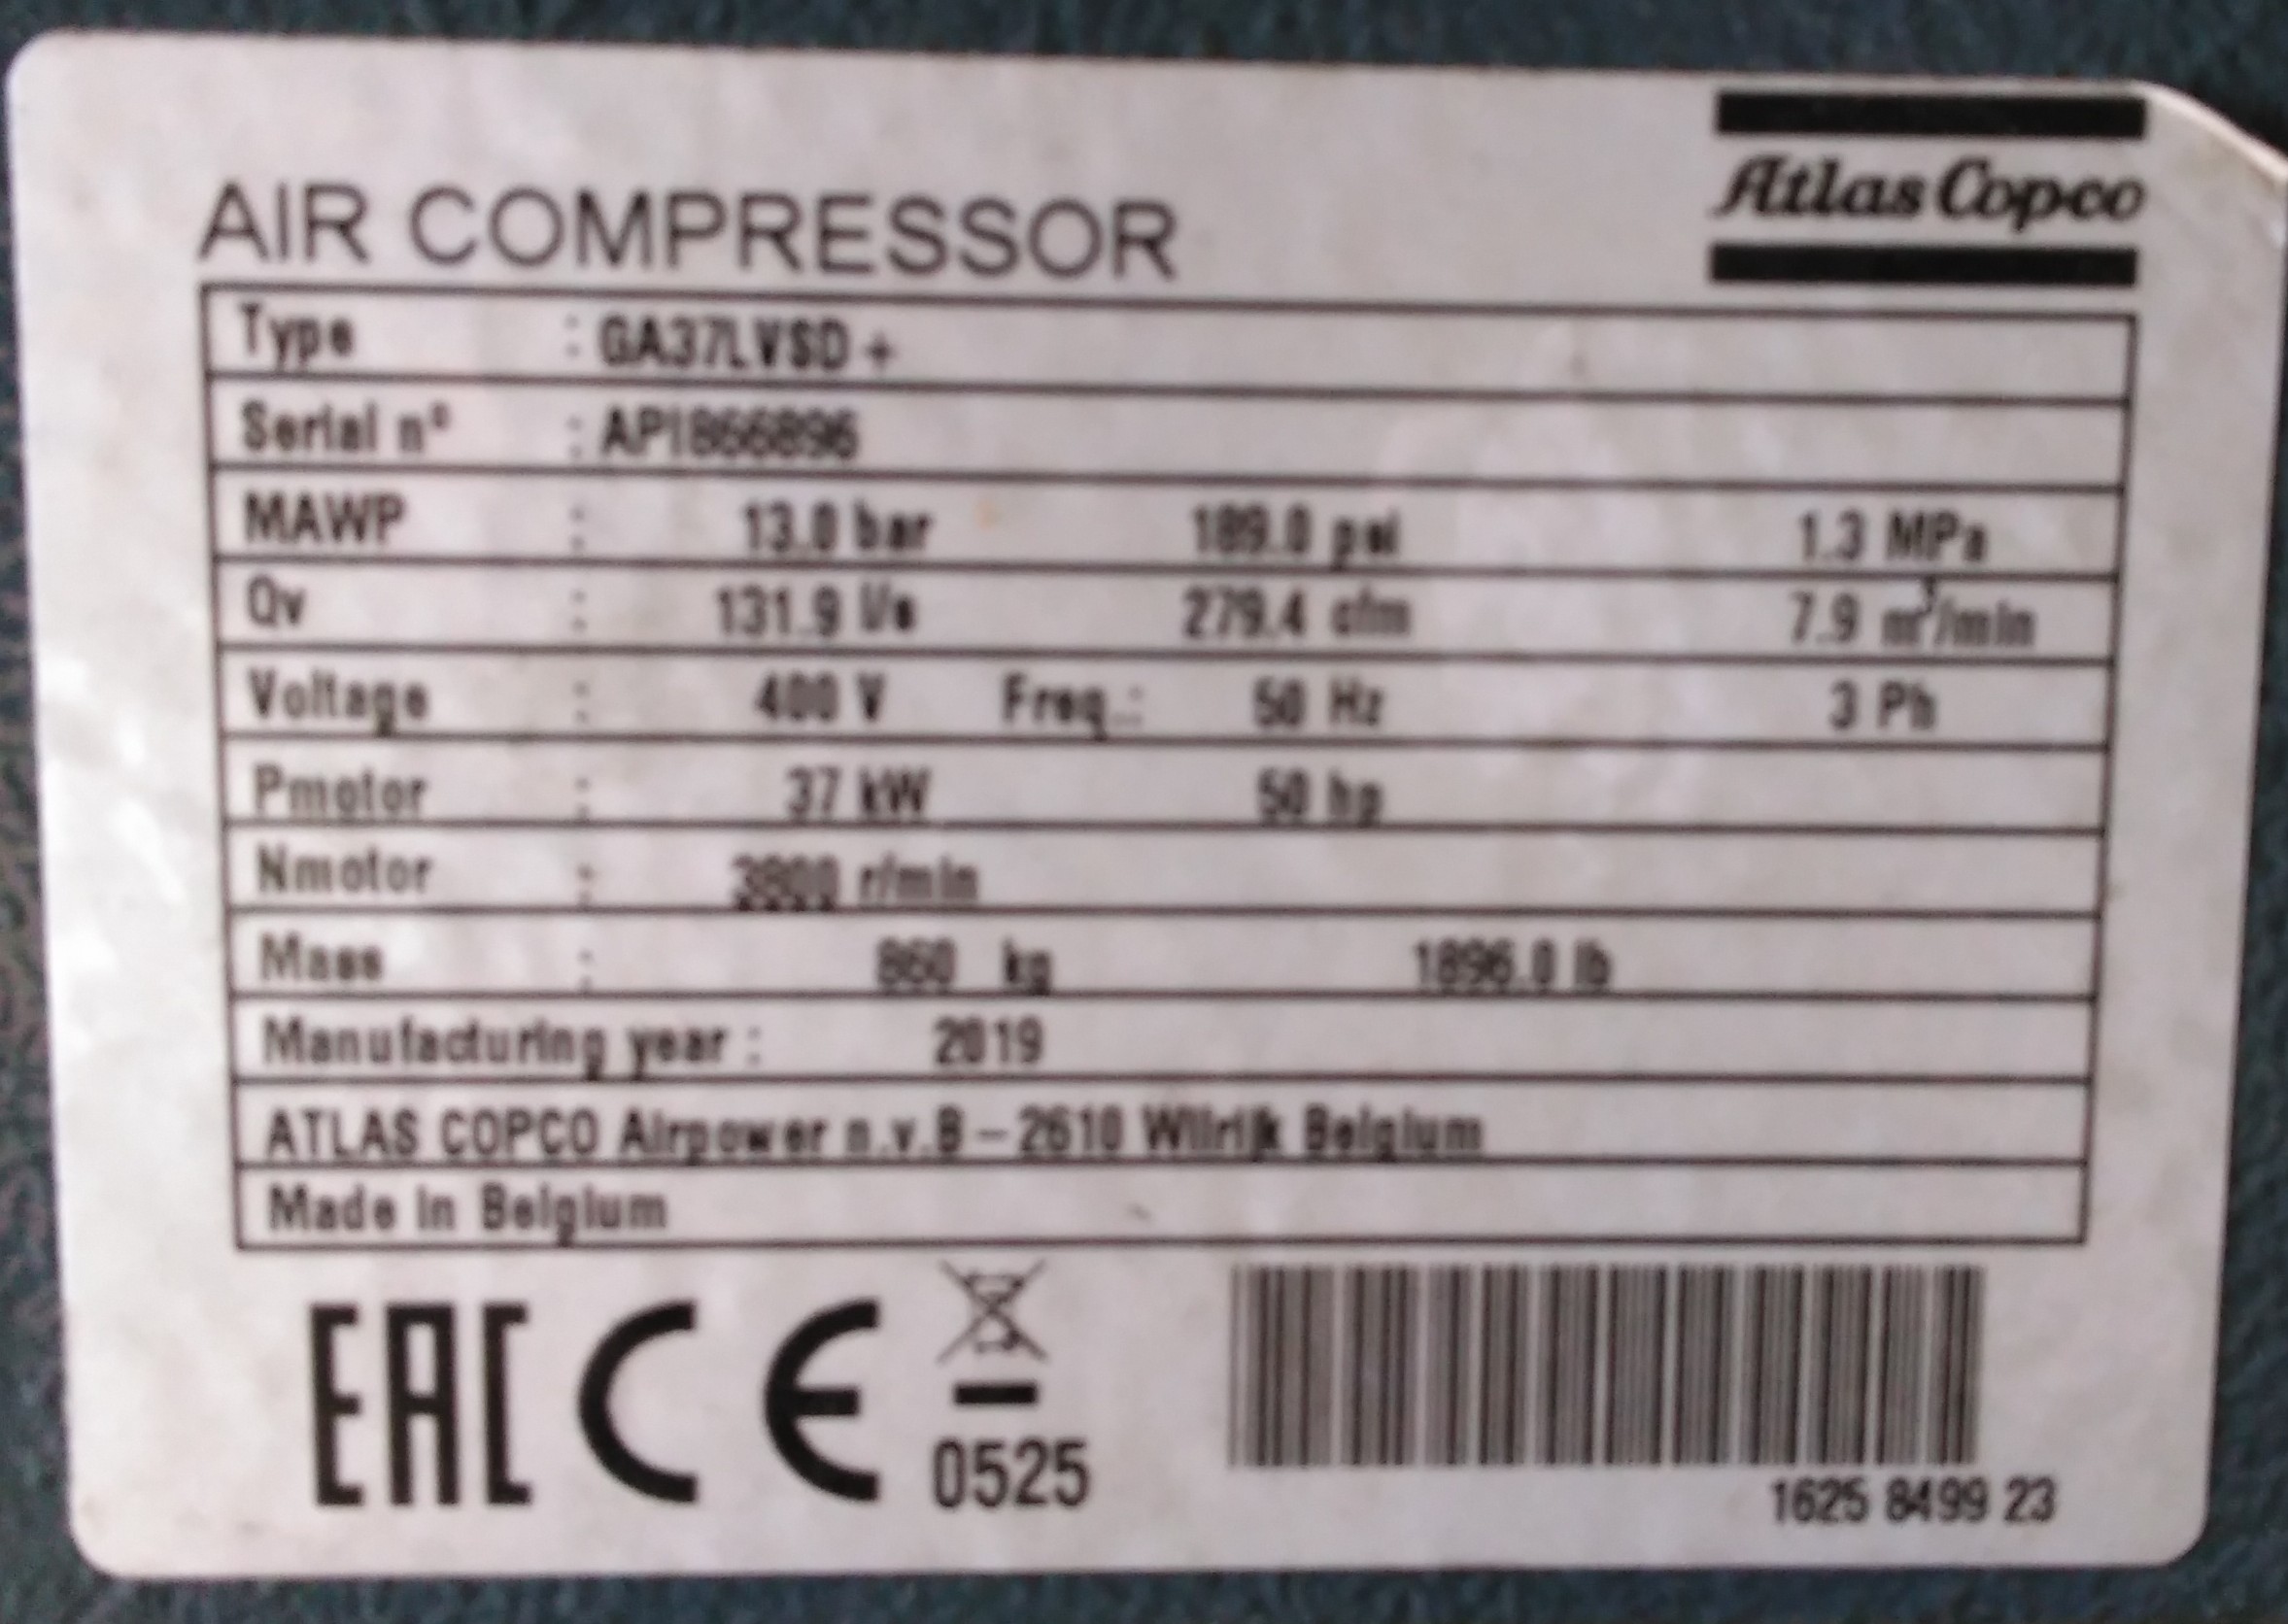 Atlas Copco
AIR COMPRESSOR
Type : GA37LVSD+
Serial n° : API866896
MAWP : 13.0 bar 189.0 psi 1.3 MPa
Qv : 131.9 l/s 279.4 cfm 7.9 m³/min
Voltage : 400 V Freq.: 50 Hz 3 Ph
Pmotor : 37 kW 50 hp
Nmotor : 3800 r/min
Mass : 860 kg 1896.0 lb
Manufacturing year : 2019
ATLAS COPCO Airpower n.v.B – 2610 Wilrijk Belgium
Made in Belgium
EAC CE 0525
1625 8499 23